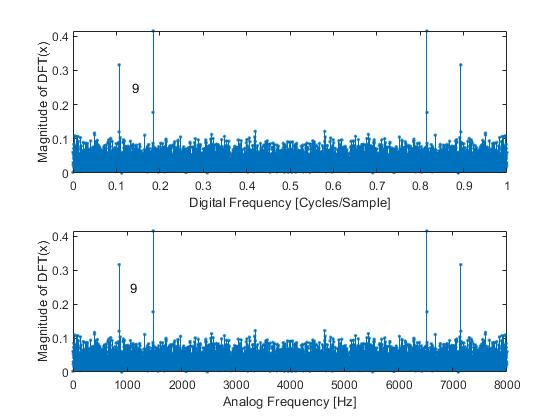 0.4
0.3
0.2
0.1
0
Magnitude of DFT(x)
9
0 0.1 0.2 0.3 0.4 0.5 0.6 0.7 0.8 0.9 1
Digital Frequency [Cycles/Sample]
0.4
0.3
0.2
0.1
0
Magnitude of DFT(x)
9
0 1000 2000 3000 4000 5000 6000 7000 8000
Analog Frequency [Hz]